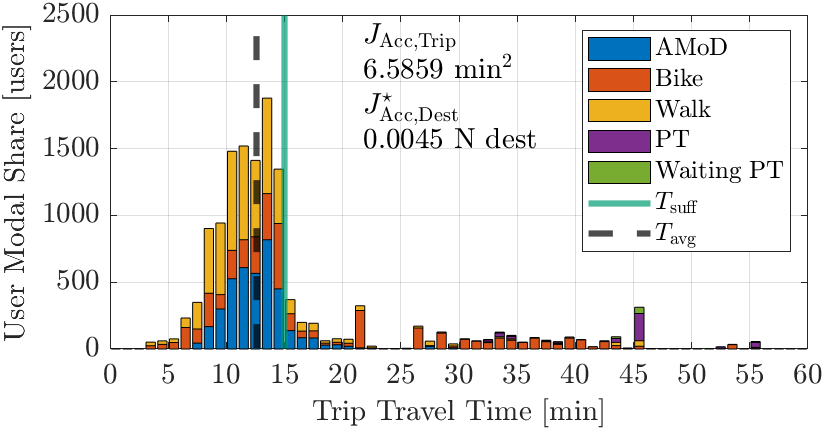 2500
2000
1500
1000
500
0
User Modal Share [users]
J_Acc,Trip
6.5859 min²
J*_Acc,Dest
0.0045 N dest
AMoD
Bike
Walk
PT
Waiting PT
T_suff
T_avg
0 5 10 15 20 25 30 35 40 45 50 55 60
Trip Travel Time [min]